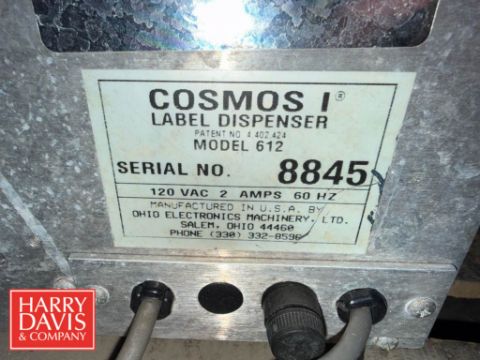 COSMOS I®
LABEL DISPENSER
PATENT NO. 4,402,424
MODEL 612
SERIAL NO. 8845
120 VAC 2 AMPS 60 HZ
MANUFACTURED IN U.S.A. BY
OHIO ELECTRONICS MACHINERY, LTD.
SALEM, OHIO 44460
PHONE (330) 332-8596
HARRY
DAVIS
& COMPANY